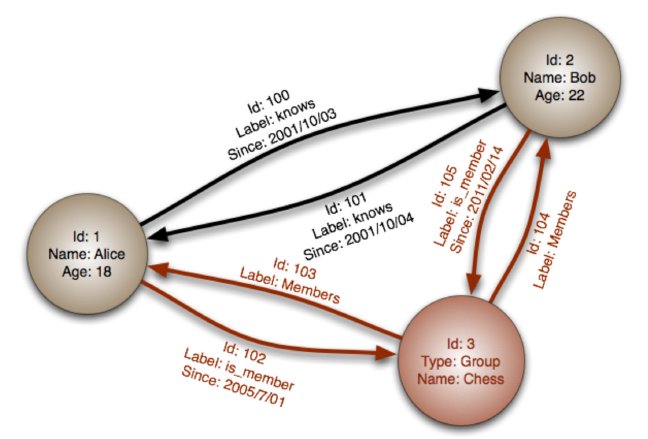 Id: 2
Name: Bob
Age: 22
Id: 100
Label: knows
Since: 2001/10/03
Id: 101
Label: knows
Since: 2001/10/04
Id: 105
Label: is_member
Since: 2011/02/14
Id: 104
Label: Members
Id: 1
Name: Alice
Age: 18
Id: 103
Label: Members
Id: 102
Label: is_member
Since: 2005/7/01
Id: 3
Type: Group
Name: Chess